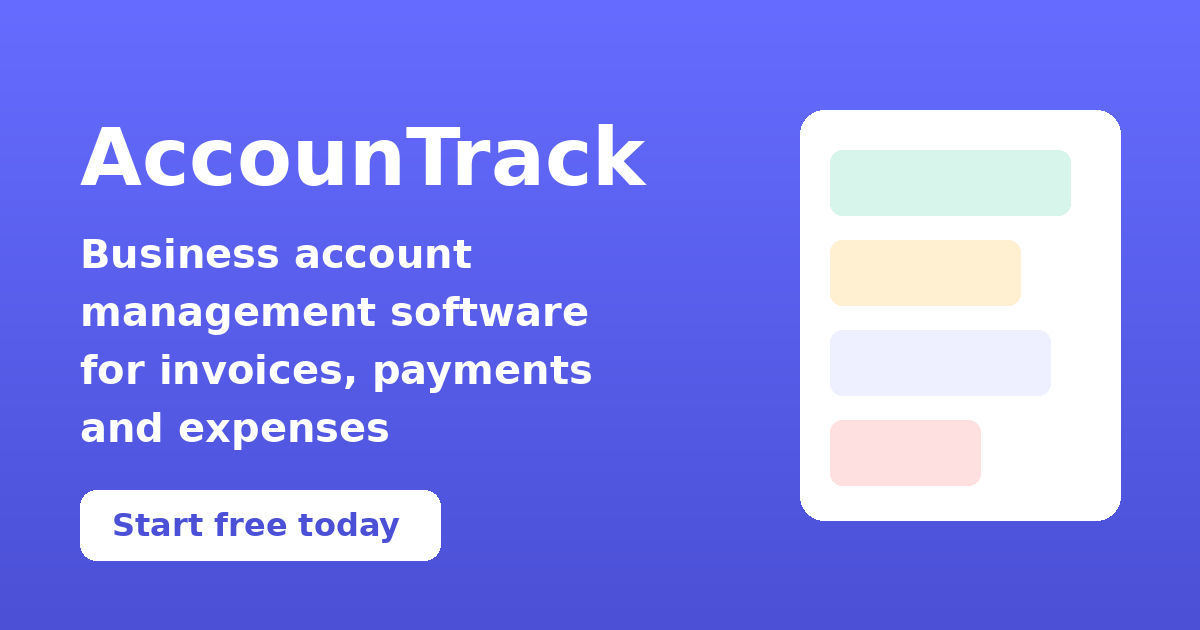 AccounTrack
Business account
management software
for invoices, payments
and expenses
Start free today